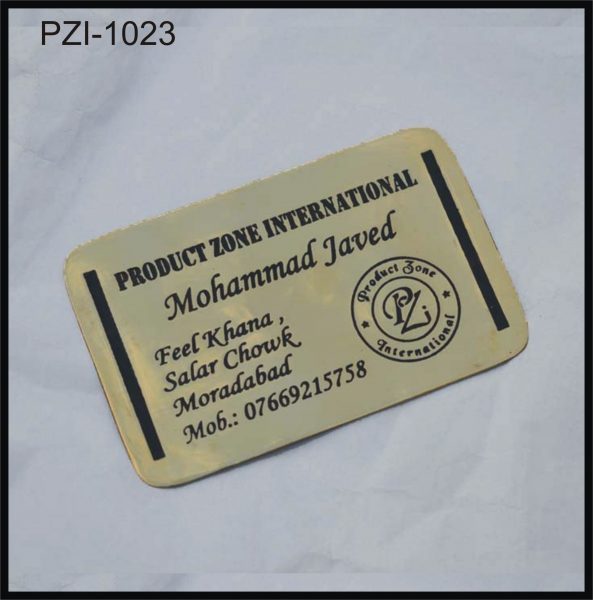 PZI-1023
PRODUCT ZONE INTERNATIONAL
Mohammad Javed
Feel Khana ,
Salar Chowk
Moradabad
Mob.: 07669215758
Product Zone
PZi
International